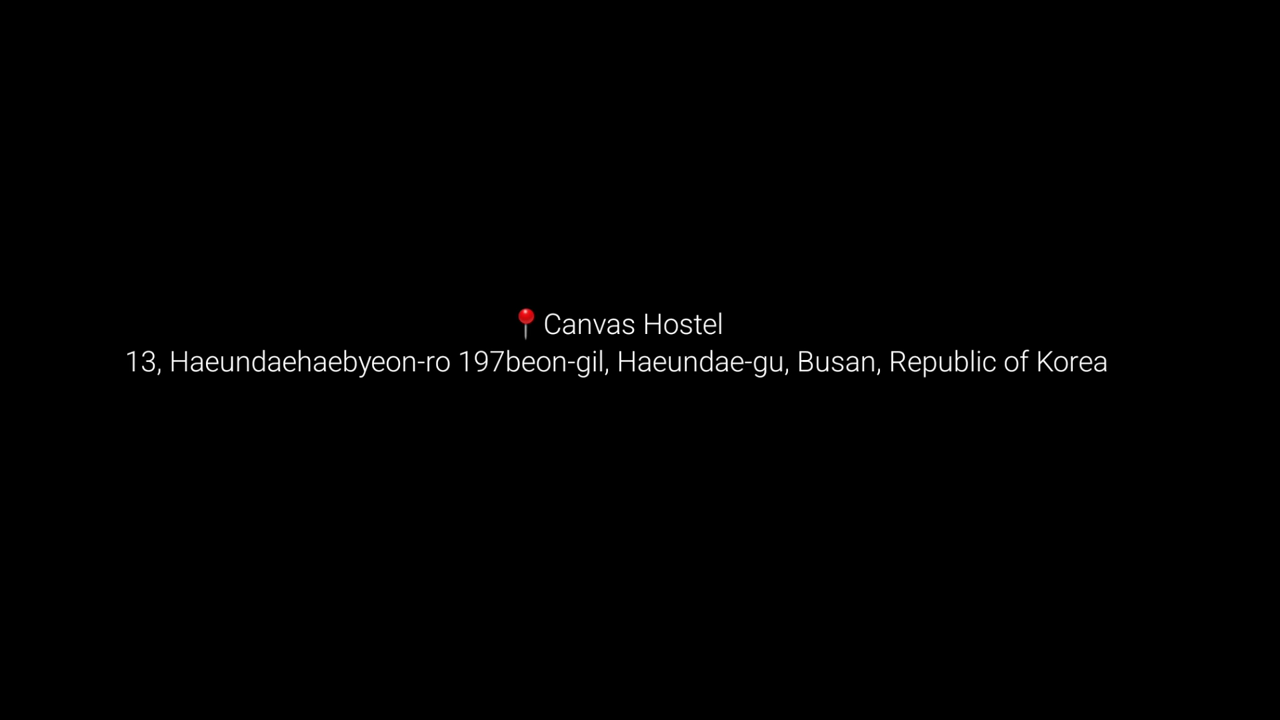 📍Canvas Hostel
13, Haeundaehaebyeon-ro 197beon-gil, Haeundae-gu, Busan, Republic of Korea